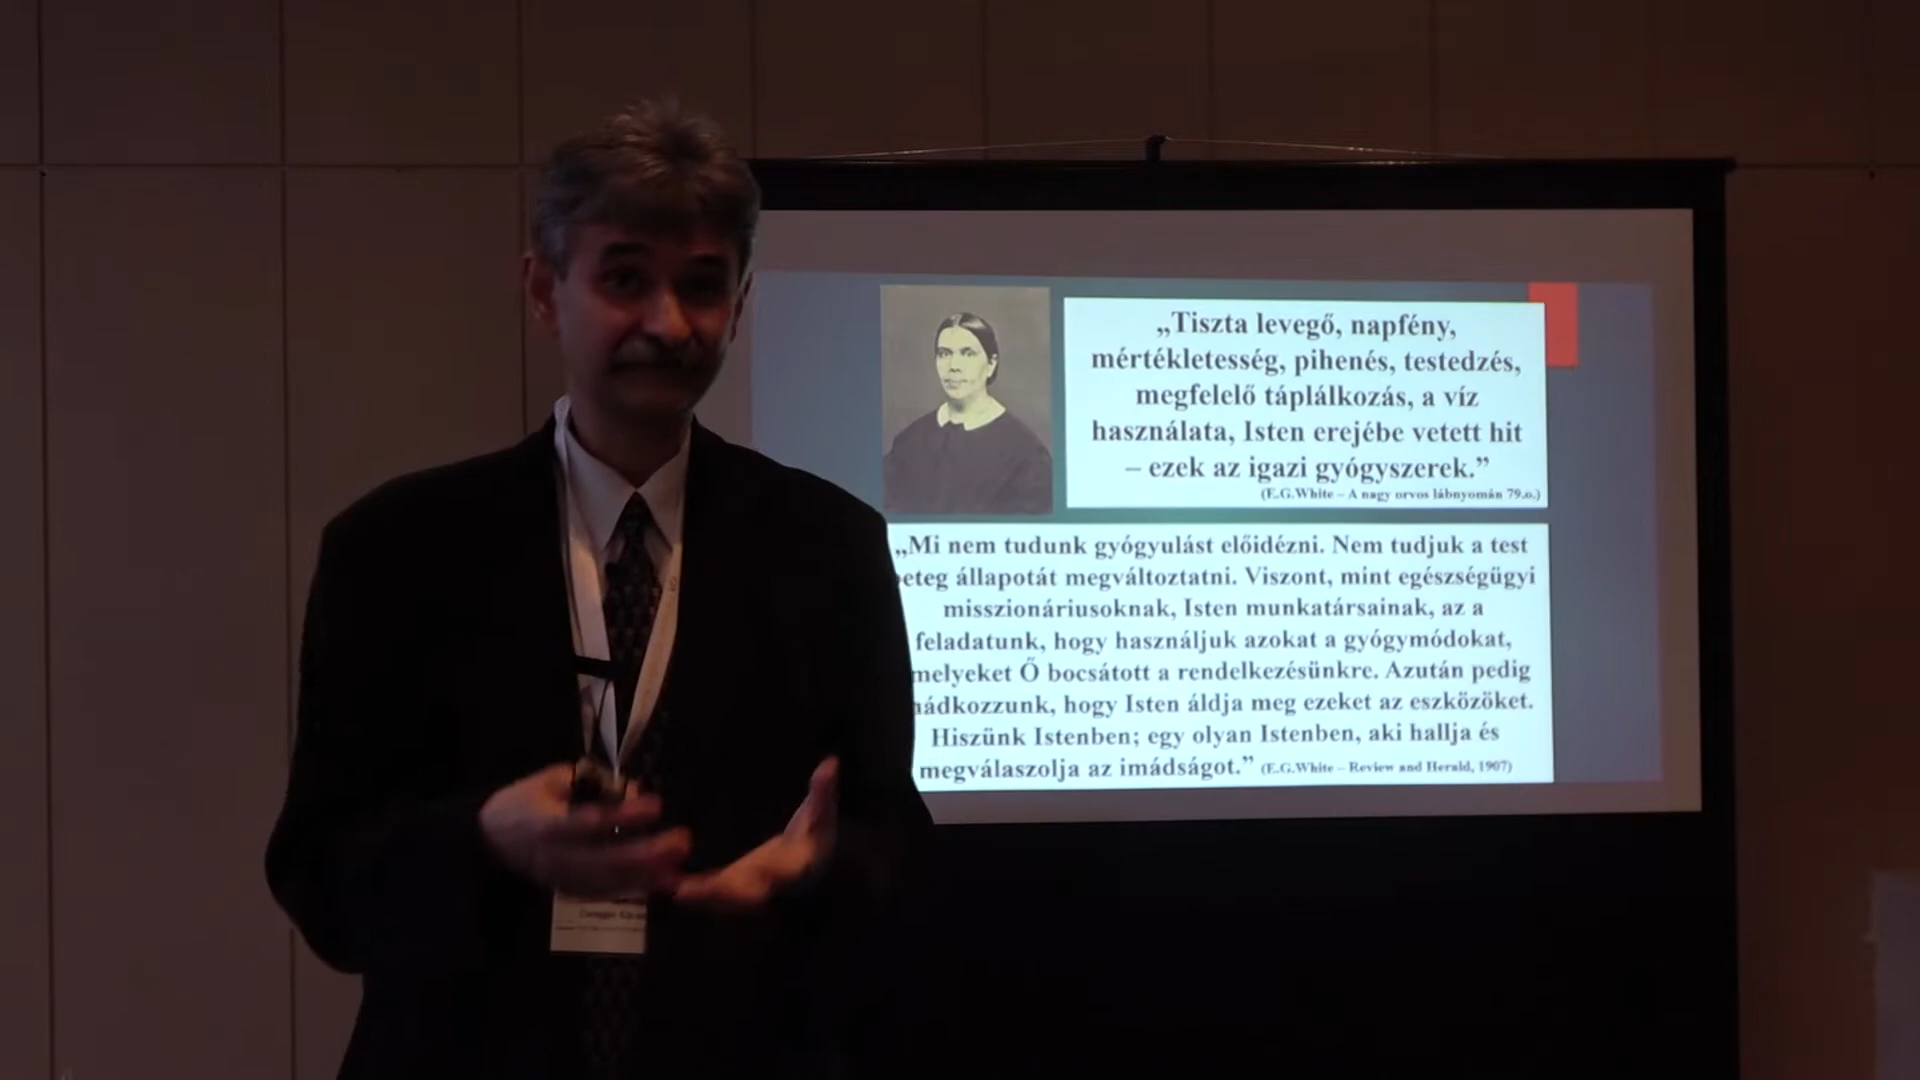 „Tiszta levegő, napfény,
mértékletesség, pihenés, testedzés,
megfelelő táplálkozás, a víz
használata, Isten erejébe vetett hit
– ezek az igazi gyógyszerek.”
(E.G.White – A nagy orvos lábnyomán 79.o.)
„Mi nem tudunk gyógyulást előidézni. Nem tudjuk a test
eteg állapotát megváltoztatni. Viszont, mint egészségügyi
misszionáriusoknak, Isten munkatársainak, az a
feladatunk, hogy használjuk azokat a gyógymódokat,
melyeket Ő bocsátott a rendelkezésünkre. Azután pedig
ádkozzunk, hogy Isten áldja meg ezeket az eszközöket.
Hiszünk Istenben; egy olyan Istenben, aki hallja és
megválaszolja az imádságot.” (E.G.White – Review and Herald, 1907)